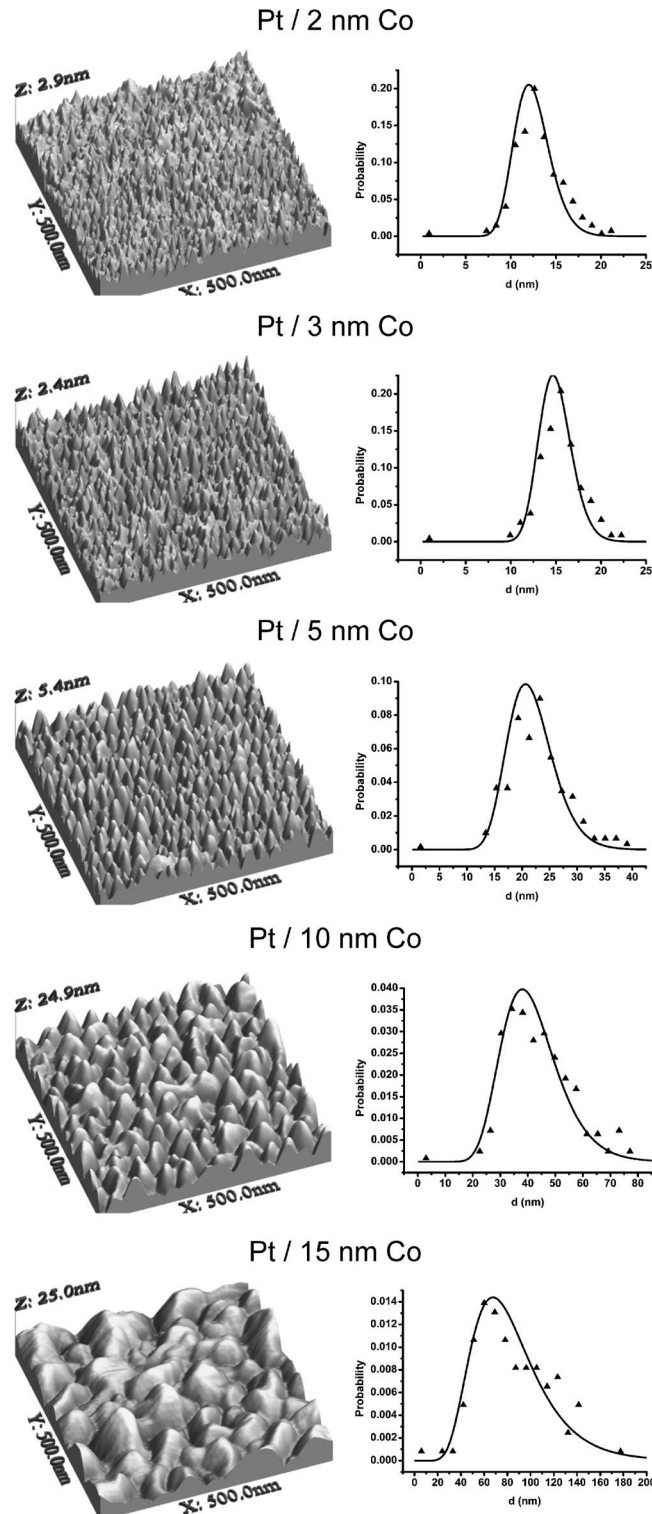 Pt / 2 nm Co
Z: 2.9nm
Y: 500.0nm
X: 500.0nm
Probability
0.20
0.15
0.10
0.05
0.00
0 5 10 15 20 25
d (nm)
Pt / 3 nm Co
Z: 2.4nm
Y: 500.0nm
X: 500.0nm
Probability
0.20
0.15
0.10
0.05
0.00
0 5 10 15 20 25
d (nm)
Pt / 5 nm Co
Z: 5.4nm
Y: 500.0nm
X: 500.0nm
Probability
0.10
0.08
0.06
0.04
0.02
0.00
0 5 10 15 20 25 30 35 40
d (nm)
Pt / 10 nm Co
Z: 24.9nm
Y: 500.0nm
X: 500.0nm
Probability
0.040
0.035
0.030
0.025
0.020
0.015
0.010
0.005
0.000
0 10 20 30 40 50 60 70 80
d (nm)
Pt / 15 nm Co
Z: 25.0nm
Y: 500.0nm
X: 500.0nm
Probability
0.014
0.012
0.010
0.008
0.006
0.004
0.002
0.000
0 20 40 60 80 100 120 140 160 180 200
d (nm)